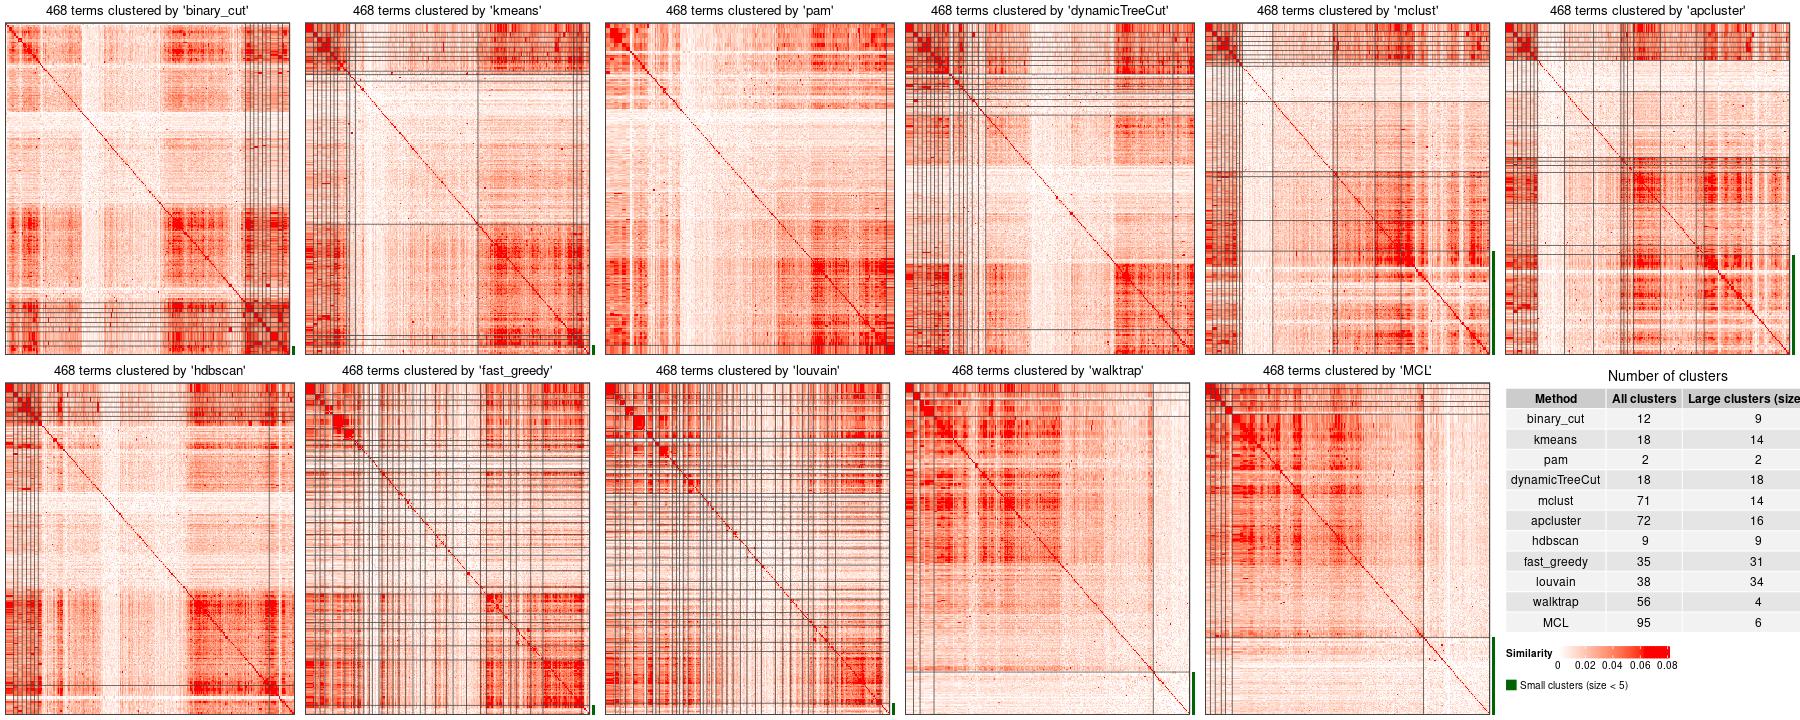 468 terms clustered by 'binary_cut'
468 terms clustered by 'kmeans'
468 terms clustered by 'pam'
468 terms clustered by 'dynamicTreeCut'
468 terms clustered by 'mclust'
468 terms clustered by 'apcluster'
468 terms clustered by 'hdbscan'
468 terms clustered by 'fast_greedy'
468 terms clustered by 'louvain'
468 terms clustered by 'walktrap'
468 terms clustered by 'MCL'
Number of clusters
Method All clusters Large clusters (size
binary_cut 12 9
kmeans 18 14
pam 2 2
dynamicTreeCut 18 18
mclust 71 14
apcluster 72 16
hdbscan 9 9
fast_greedy 35 31
louvain 38 34
walktrap 56 4
MCL 95 6
Similarity
0 0.02 0.04 0.06 0.08
Small clusters (size < 5)